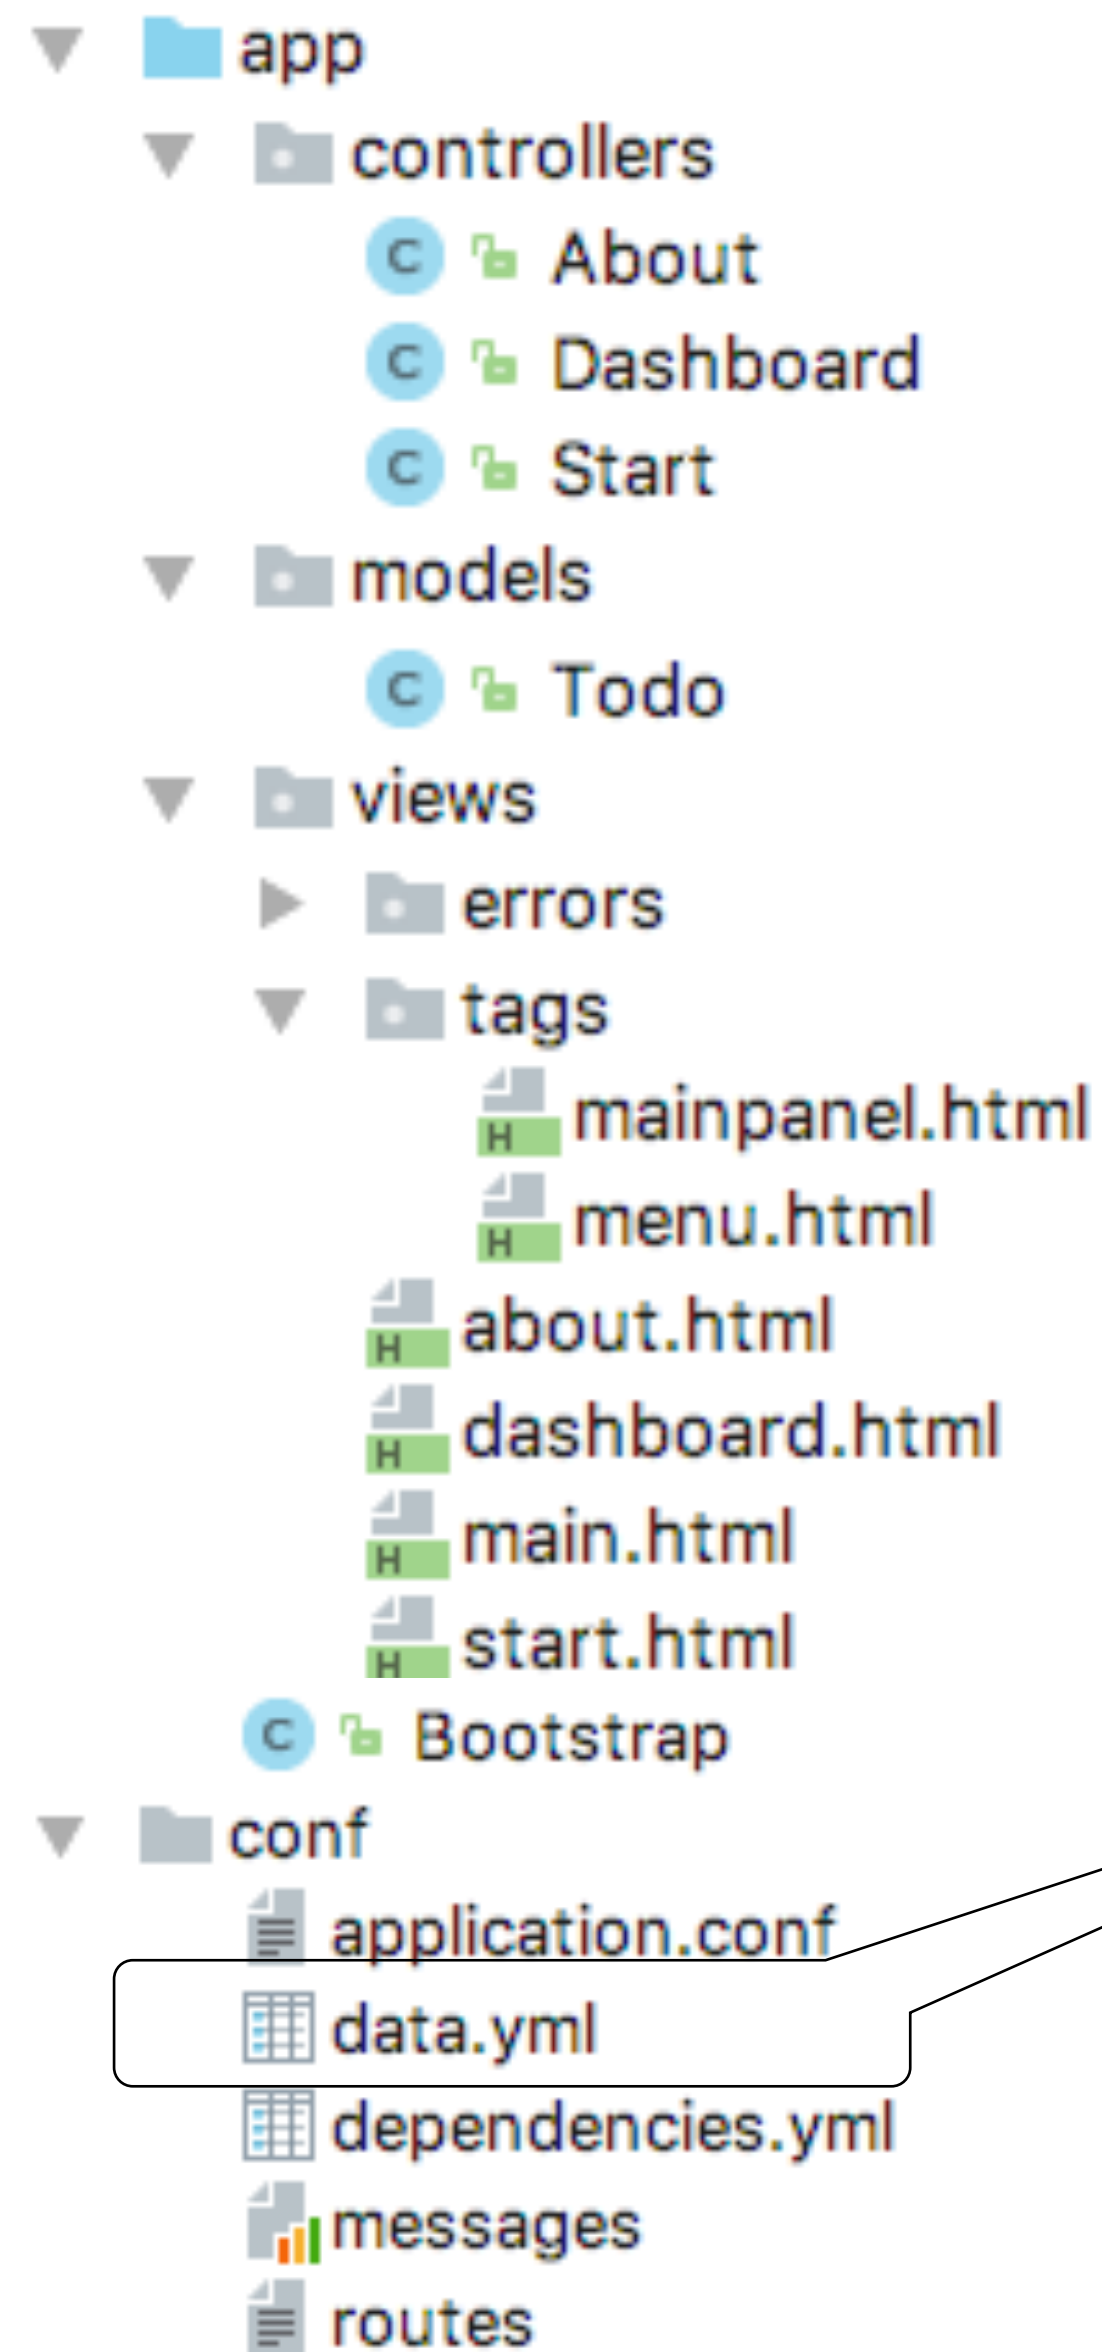 app
controllers
C About
C Dashboard
C Start
models
C Todo
views
errors
tags
H mainpanel.html
H menu.html
H about.html
H dashboard.html
H main.html
H start.html
C Bootstrap
conf
application.conf
data.yml
dependencies.yml
messages
routes